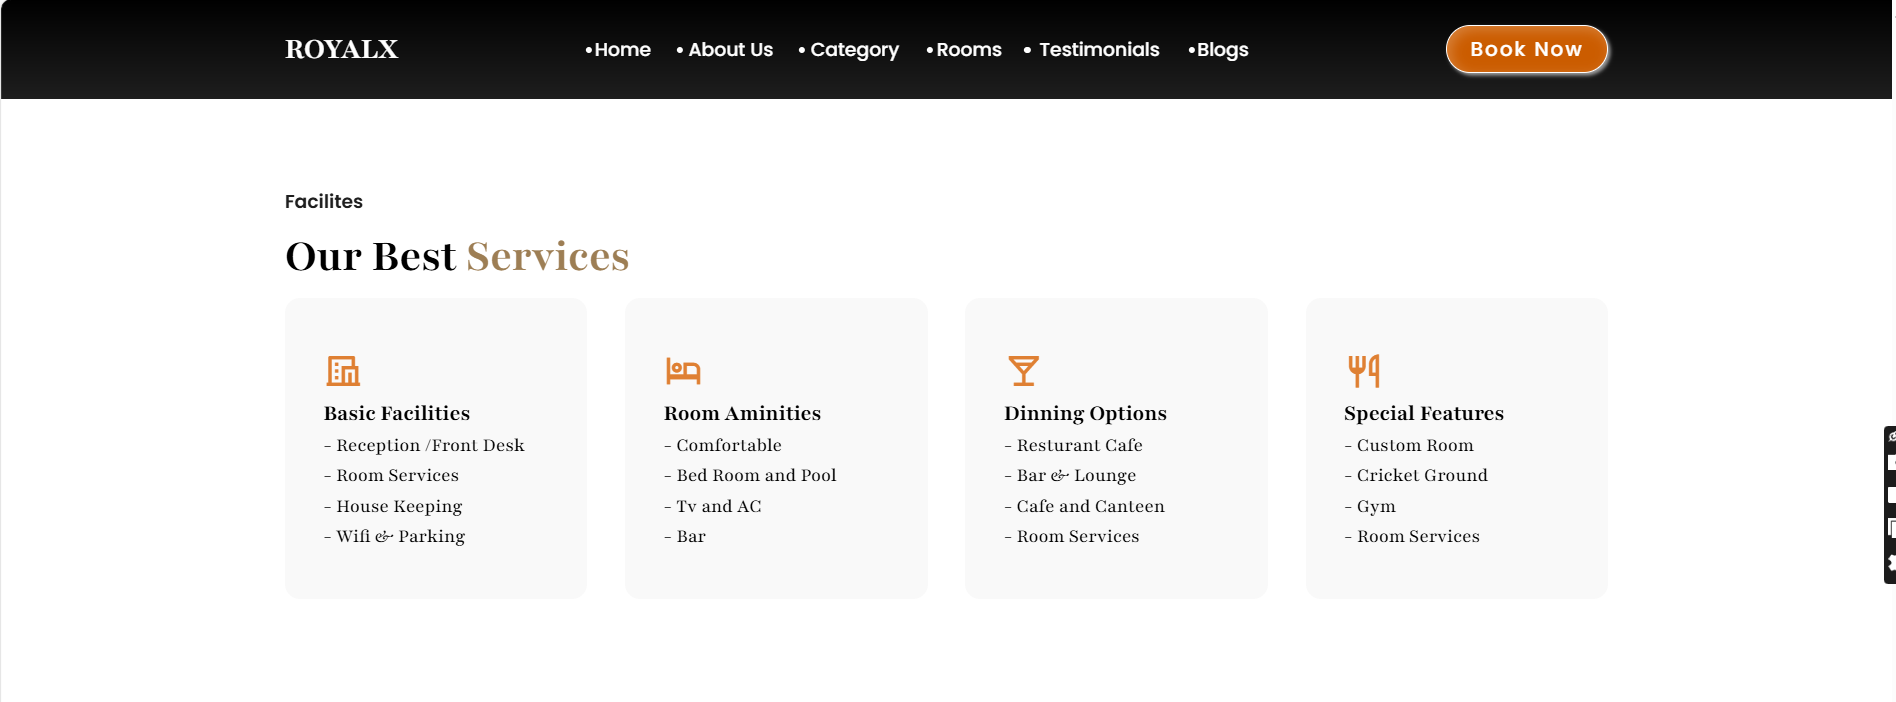 ROYALX
•Home • About Us • Category •Rooms • Testimonials •Blogs
Book Now
Facilites
Our Best Services
Basic Facilities
- Reception /Front Desk
- Room Services
- House Keeping
- Wifi & Parking
Room Aminities
- Comfortable
- Bed Room and Pool
- Tv and AC
- Bar
Dinning Options
- Resturant Cafe
- Bar & Lounge
- Cafe and Canteen
- Room Services
Special Features
- Custom Room
- Cricket Ground
- Gym
- Room Services